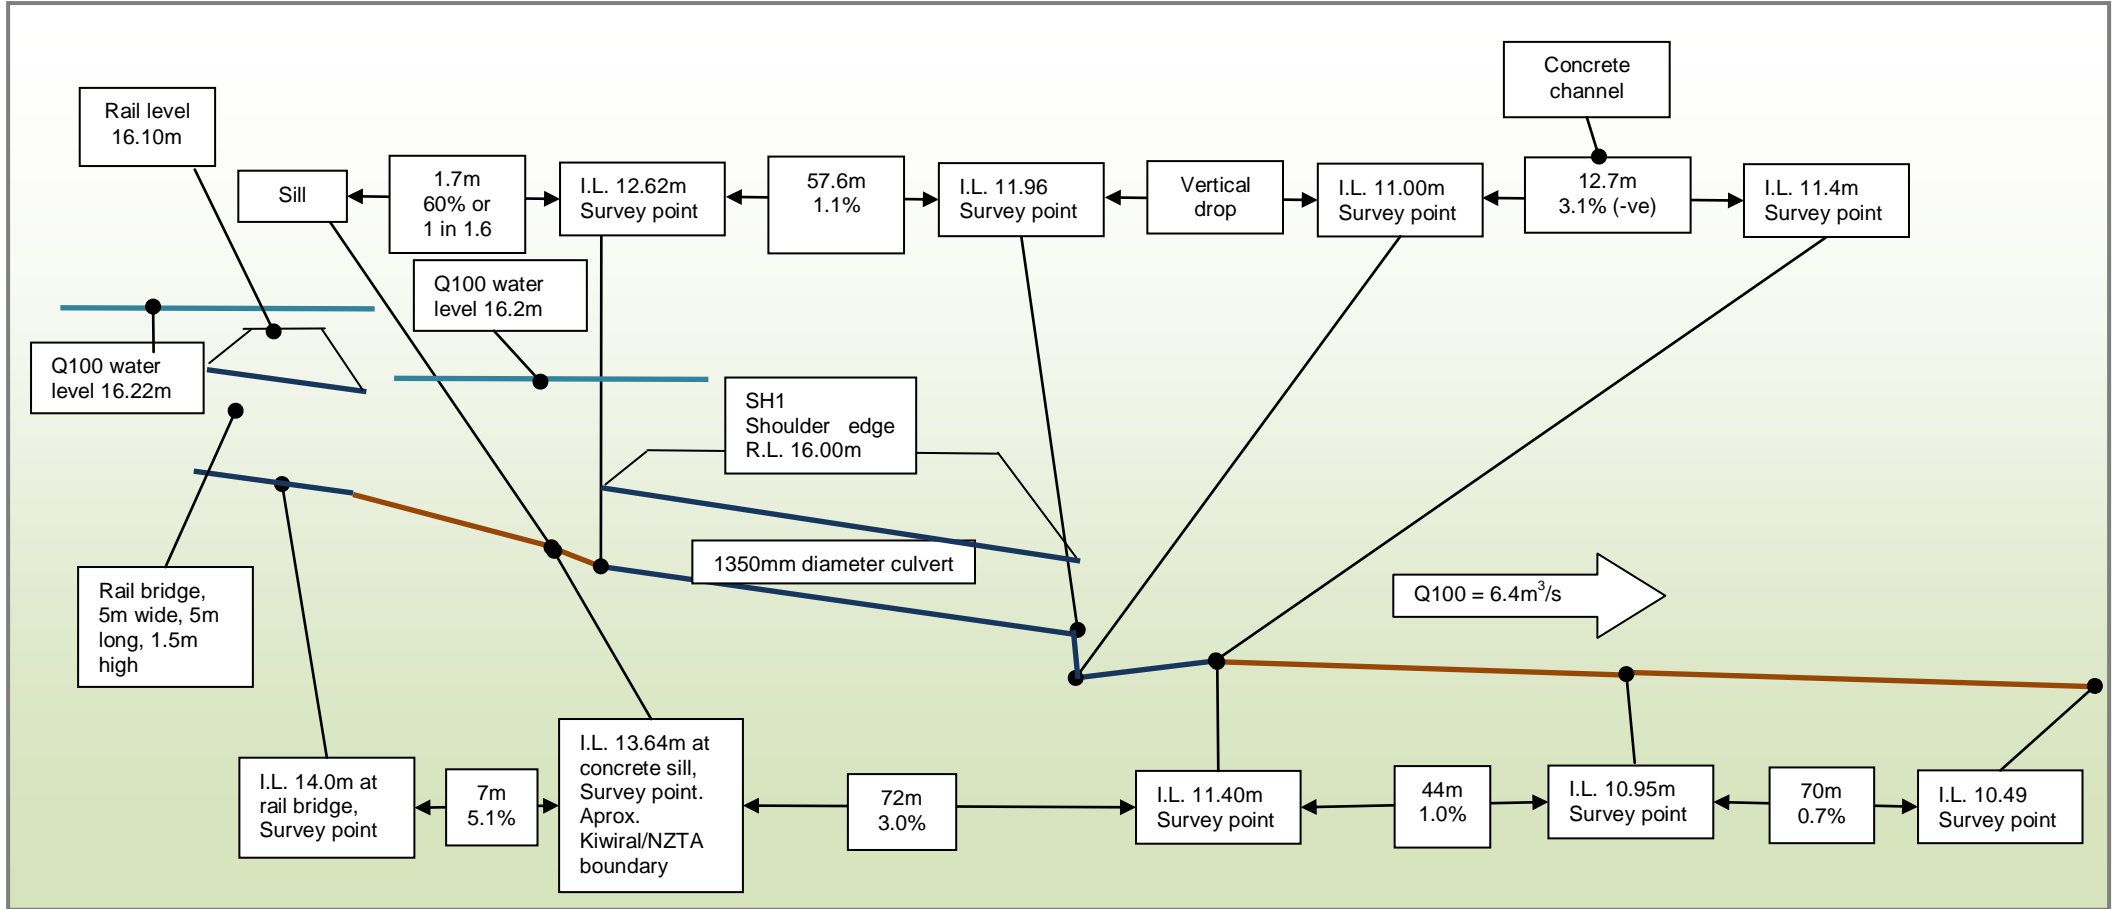 Concrete
channel
Rail level
16.10m
Sill
1.7m
60% or
1 in 1.6
I.L. 12.62m
Survey point
57.6m
1.1%
I.L. 11.96
Survey point
Vertical
drop
I.L. 11.00m
Survey point
12.7m
3.1% (-ve)
I.L. 11.4m
Survey point
Q100 water
level 16.2m
Q100 water
level 16.22m
SH1
Shoulder edge
R.L. 16.00m
1350mm diameter culvert
Q100 = 6.4m³/s
Rail bridge,
5m wide, 5m
long, 1.5m
high
I.L. 14.0m at
rail bridge,
Survey point
7m
5.1%
I.L. 13.64m at
concrete sill,
Survey point.
Aprox.
Kiwiral/NZTA
boundary
72m
3.0%
I.L. 11.40m
Survey point
44m
1.0%
I.L. 10.95m
Survey point
70m
0.7%
I.L. 10.49
Survey point